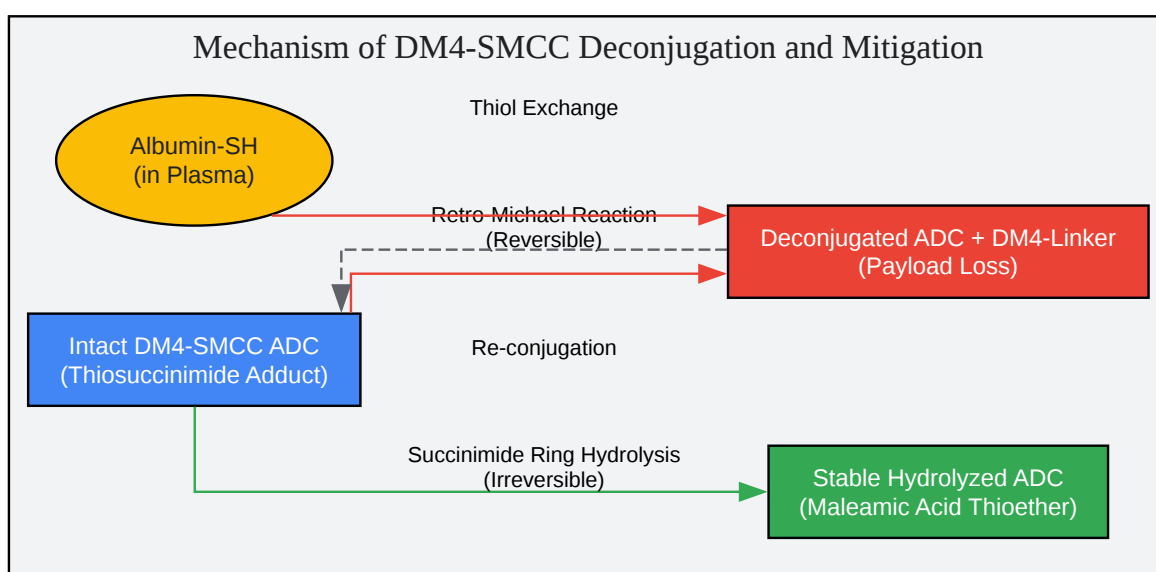 Mechanism of DM4-SMCC Deconjugation and Mitigation
Thiol Exchange
Albumin-SH
(in Plasma)
Retro-Michael Reaction
(Reversible)
Deconjugated ADC + DM4-Linker
(Payload Loss)
Intact DM4-SMCC ADC
(Thiosuccinimide Adduct)
Re-conjugation
Succinimide Ring Hydrolysis
(Irreversible)
Stable Hydrolyzed ADC
(Maleamic Acid Thioether)